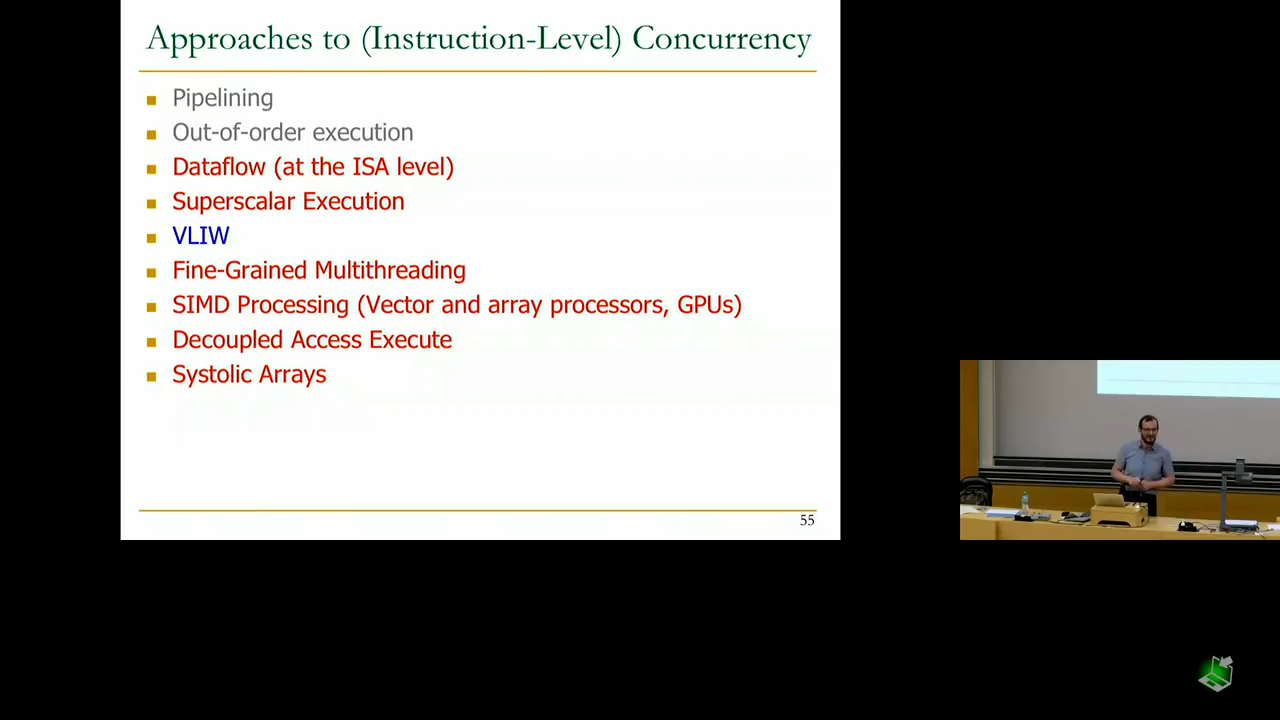 Approaches to (Instruction-Level) Concurrency
Pipelining
Out-of-order execution
Dataflow (at the ISA level)
Superscalar Execution
VLIW
Fine-Grained Multithreading
SIMD Processing (Vector and array processors, GPUs)
Decoupled Access Execute
Systolic Arrays
55